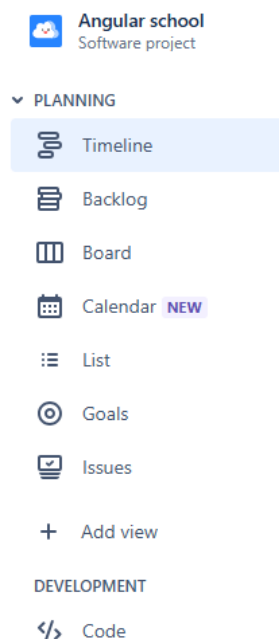 Angular school
Software project
PLANNING
Timeline
Backlog
Board
Calendar NEW
List
Goals
Issues
Add view
DEVELOPMENT
Code